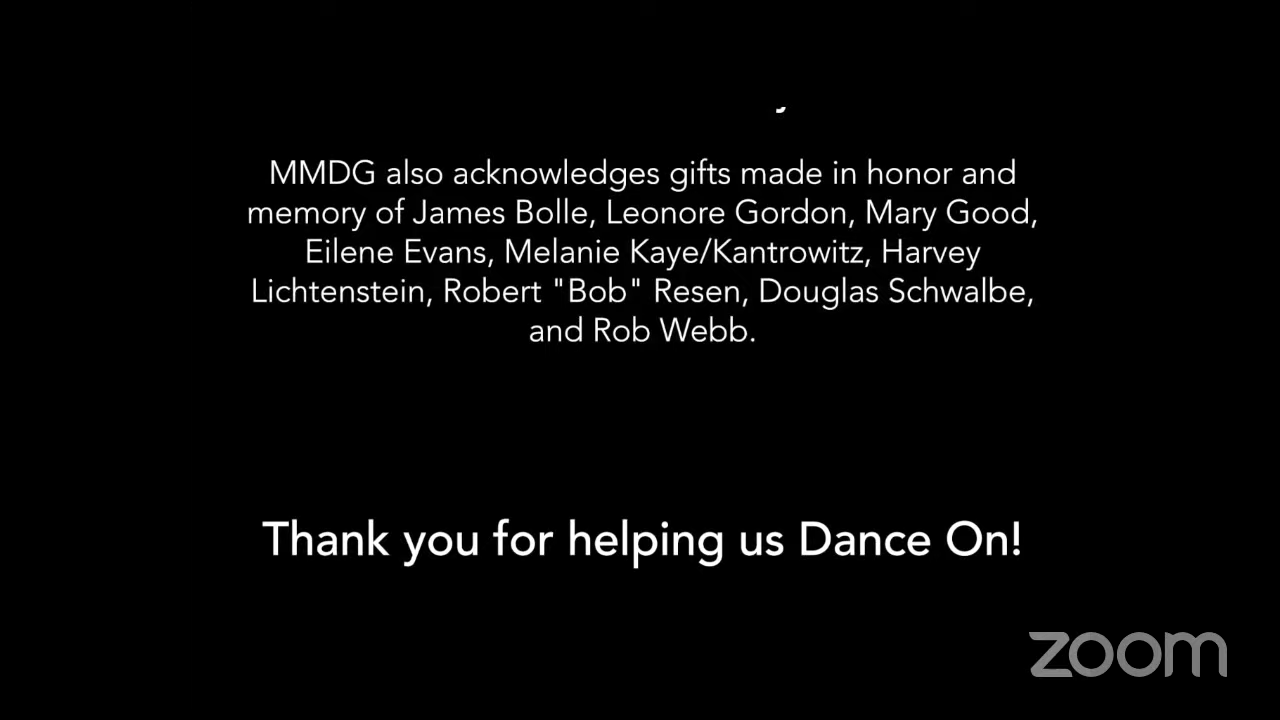 MMDG also acknowledges gifts made in honor and
memory of James Bolle, Leonore Gordon, Mary Good,
Eilene Evans, Melanie Kaye/Kantrowitz, Harvey
Lichtenstein, Robert "Bob" Resen, Douglas Schwalbe,
and Rob Webb.
Thank you for helping us Dance On!
zoom